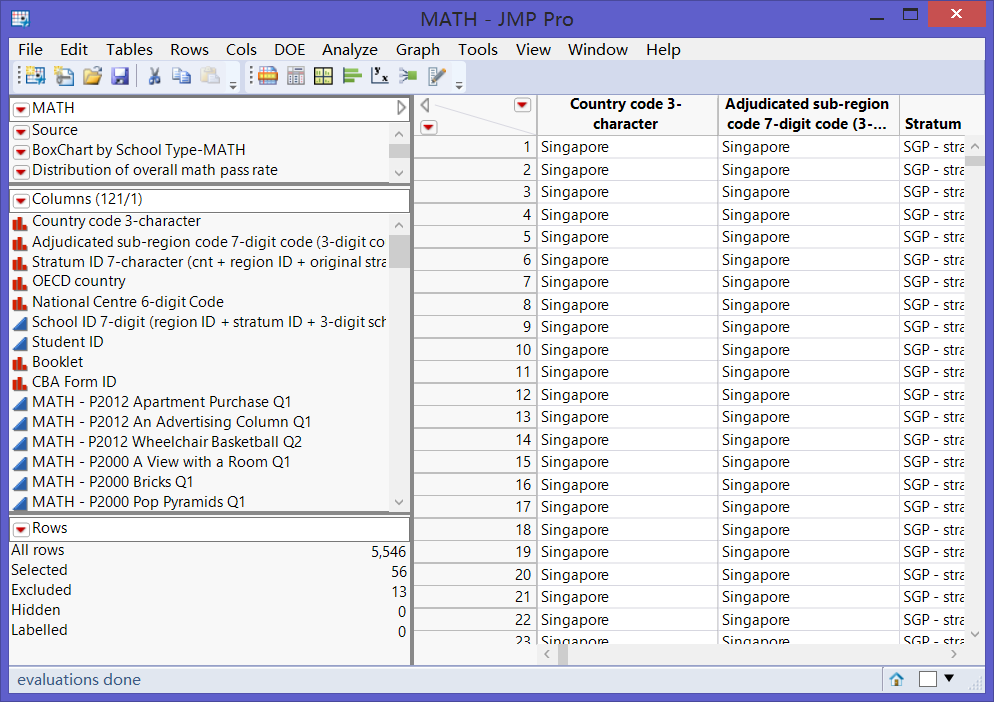 MATH - JMP Pro
File Edit Tables Rows Cols DOE Analyze Graph Tools View Window Help
MATH
Source
BoxChart by School Type-MATH
Distribution of overall math pass rate
Columns (121/1)
Country code 3-character
Adjudicated sub-region code 7-digit code (3-digit co
Stratum ID 7-character (cnt + region ID + original stra
OECD country
National Centre 6-digit Code
School ID 7-digit (region ID + stratum ID + 3-digit sch
Student ID
Booklet
CBA Form ID
MATH - P2012 Apartment Purchase Q1
MATH - P2012 An Advertising Column Q1
MATH - P2012 Wheelchair Basketball Q2
MATH - P2000 A View with a Room Q1
MATH - P2000 Bricks Q1
MATH - P2000 Pop Pyramids Q1
Rows
All rows 5,546
Selected 56
Excluded 13
Hidden 0
Labelled 0
Country code 3-
character
Adjudicated sub-region
code 7-digit code (3-...
Stratum
1 Singapore Singapore SGP - stra
2 Singapore Singapore SGP - stra
3 Singapore Singapore SGP - stra
4 Singapore Singapore SGP - stra
5 Singapore Singapore SGP - stra
6 Singapore Singapore SGP - stra
7 Singapore Singapore SGP - stra
8 Singapore Singapore SGP - stra
9 Singapore Singapore SGP - stra
10 Singapore Singapore SGP - stra
11 Singapore Singapore SGP - stra
12 Singapore Singapore SGP - stra
13 Singapore Singapore SGP - stra
14 Singapore Singapore SGP - stra
15 Singapore Singapore SGP - stra
16 Singapore Singapore SGP - stra
17 Singapore Singapore SGP - stra
18 Singapore Singapore SGP - stra
19 Singapore Singapore SGP - stra
20 Singapore Singapore SGP - stra
21 Singapore Singapore SGP - stra
22 Singapore Singapore SGP - stra
23 Singapore Singapore SGP - stra
evaluations done